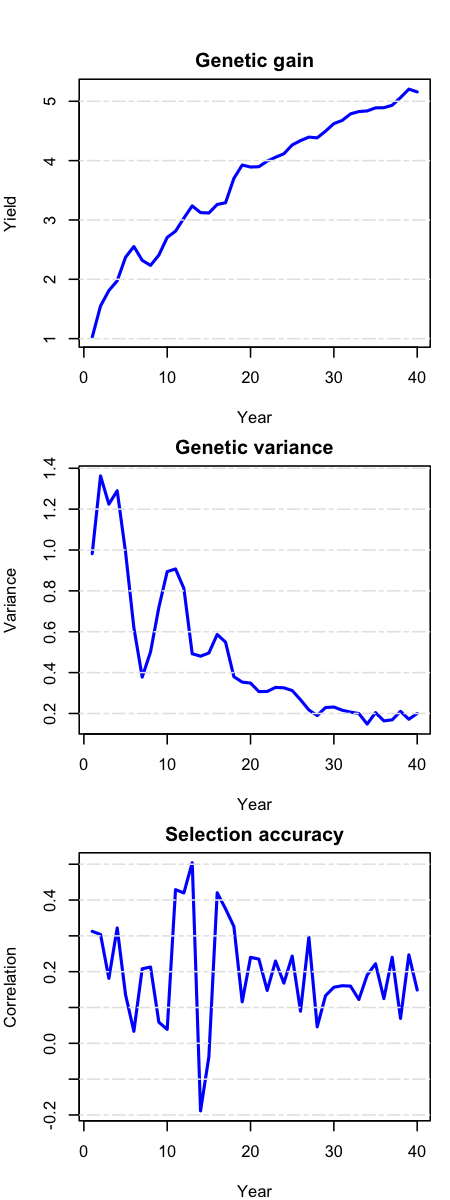 Genetic gain
Yield
5
4
3
2
1
0 10 20 30 40
Year
Genetic variance
Variance
1.4
1.2
1.0
0.8
0.6
0.4
0.2
0 10 20 30 40
Year
Selection accuracy
Correlation
0.4
0.2
0.0
-0.2
0 10 20 30 40
Year